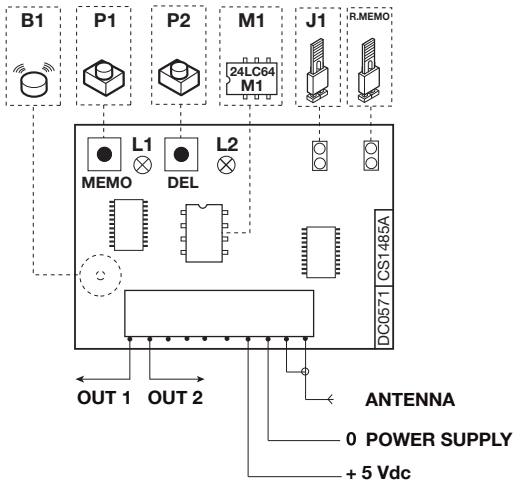 B1 P1 P2 M1 J1 R.MEMO
24LC64
M1
L1 L2
MEMO DEL
DC0571 CS1485A
OUT 1 OUT 2
ANTENNA
0 POWER SUPPLY
+ 5 Vdc